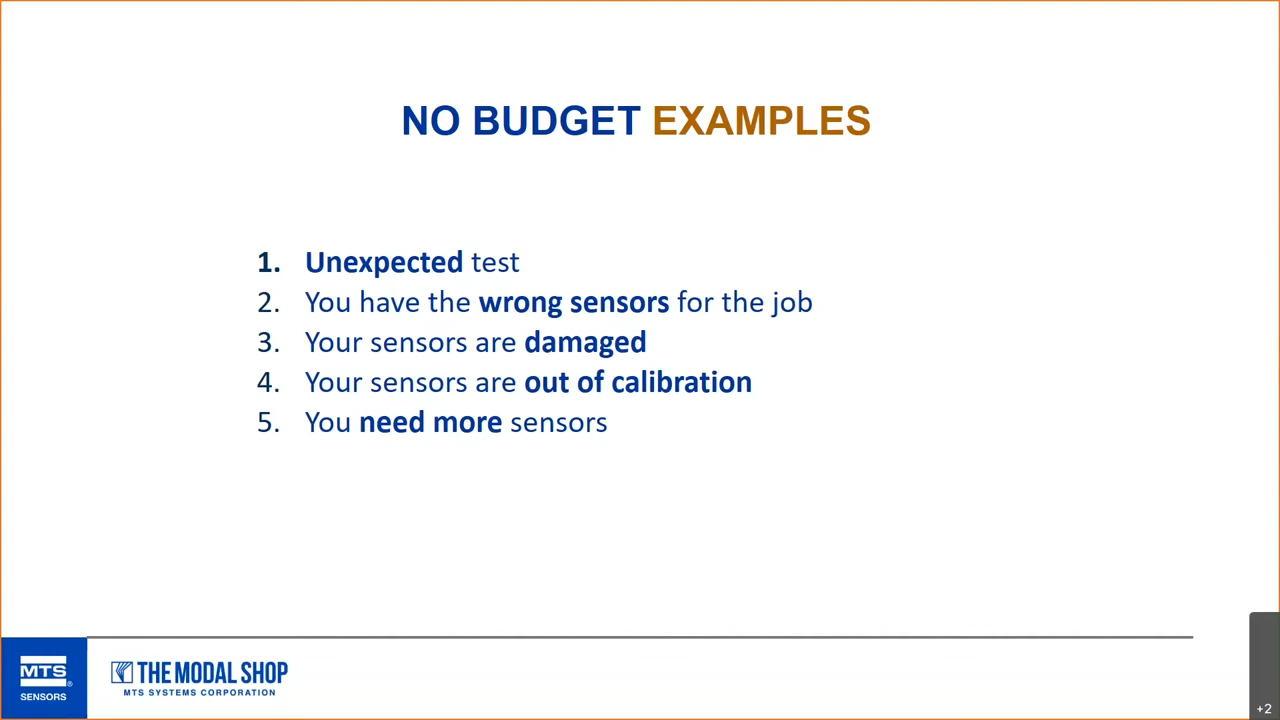 NO BUDGET EXAMPLES
1. Unexpected test
2. You have the wrong sensors for the job
3. Your sensors are damaged
4. Your sensors are out of calibration
5. You need more sensors
MTS®
SENSORS
THE MODAL SHOP
MTS SYSTEMS CORPORATION
+2